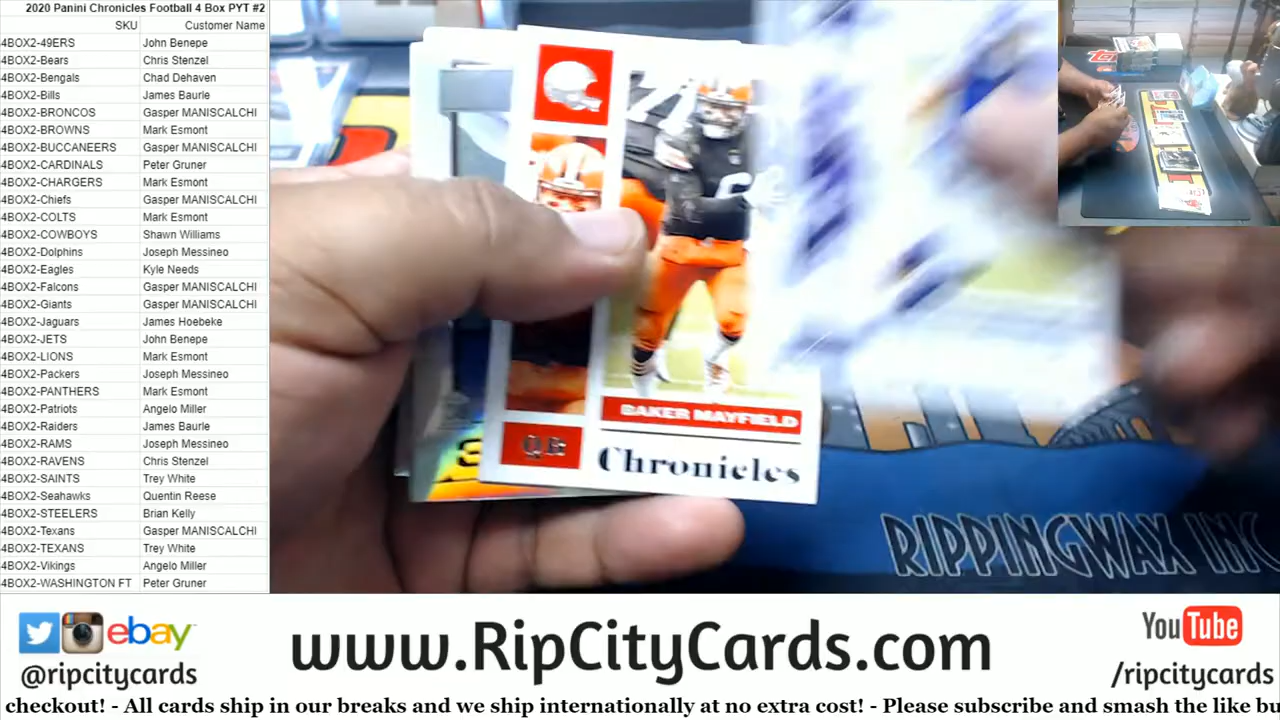 2020 Panini Chronicles Football 4 Box PYT #2
SKU Customer Name
4BOX2-49ERS John Benepe
4BOX2-Bears Chris Stenzel
4BOX2-Bengals Chad Dehaven
4BOX2-Bills James Baurle
4BOX2-BRONCOS Gasper MANISCALCHI
4BOX2-BROWNS Mark Esmont
4BOX2-BUCCANEERS Gasper MANISCALCHI
4BOX2-CARDINALS Peter Gruner
4BOX2-CHARGERS Mark Esmont
4BOX2-Chiefs Gasper MANISCALCHI
4BOX2-COLTS Mark Esmont
4BOX2-COWBOYS Shawn Williams
4BOX2-Dolphins Joseph Messineo
4BOX2-Eagles Kyle Needs
4BOX2-Falcons Gasper MANISCALCHI
4BOX2-Giants Gasper MANISCALCHI
4BOX2-Jaguars James Hoebeke
4BOX2-JETS John Benepe
4BOX2-LIONS Mark Esmont
4BOX2-Packers Joseph Messineo
4BOX2-PANTHERS Mark Esmont
4BOX2-Patriots Angelo Miller
4BOX2-Raiders James Baurle
4BOX2-RAMS Joseph Messineo
4BOX2-RAVENS Chris Stenzel
4BOX2-SAINTS Trey White
4BOX2-Seahawks Quentin Reese
4BOX2-STEELERS Brian Kelly
4BOX2-Texans Gasper MANISCALCHI
4BOX2-TEXANS Trey White
4BOX2-Vikings Angelo Miller
4BOX2-WASHINGTON FT Peter Gruner
BAKER MAYFIELD
QB
Chronicles
RIPPINGWAX INC
Topps
ebay
@ripcitycards
www.RipCityCards.com
YouTube
/ripcitycards
checkout! - All cards ship in our breaks and we ship internationally at no extra cost! - Please subscribe and smash the like bu